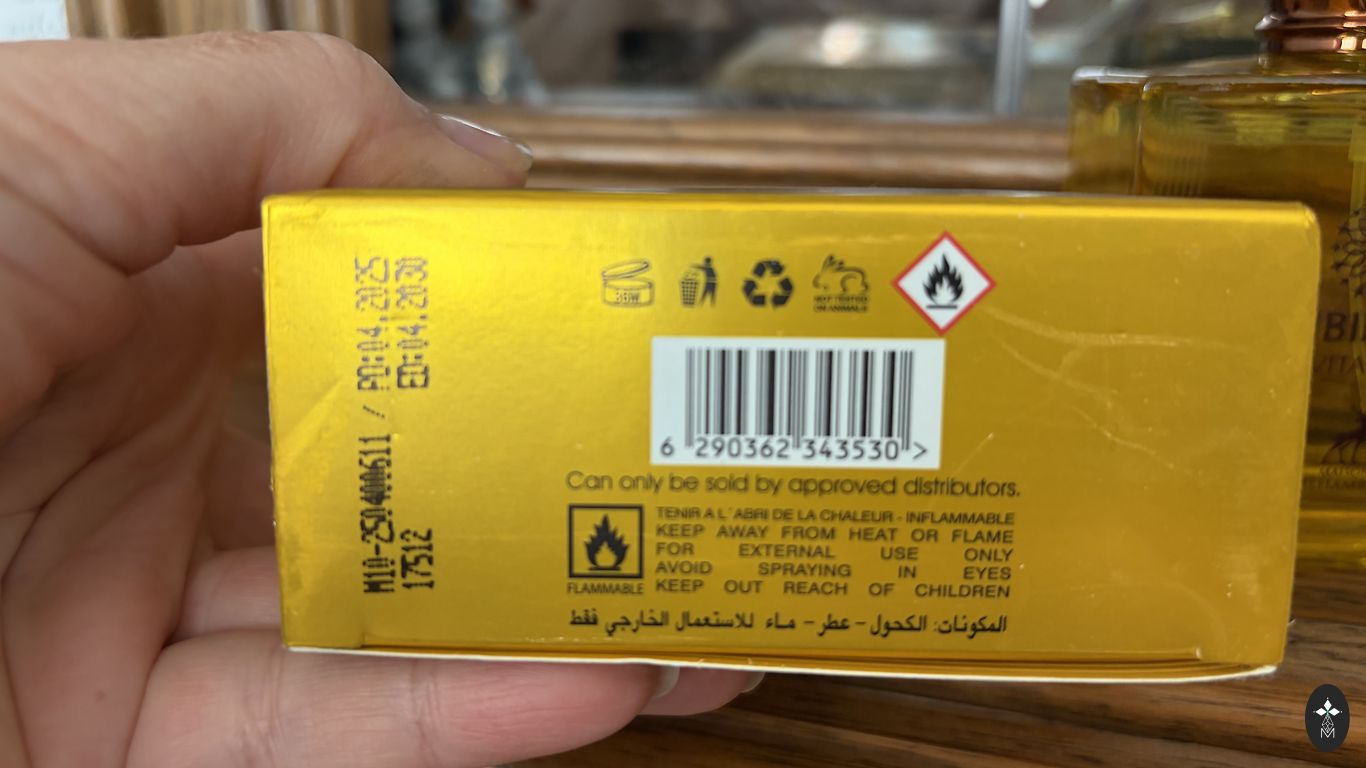 M10-250400611 / PD:04.2025
17512 ED:04.2030
36M
NOT TESTED
ON ANIMALS
6 290362 343530 >
Can only be sold by approved distributors.
TENIR A L´ABRI DE LA CHALEUR - INFLAMMABLE
KEEP AWAY FROM HEAT OR FLAME
FOR EXTERNAL USE ONLY
AVOID SPRAYING IN EYES
KEEP OUT REACH OF CHILDREN
FLAMMABLE
المكونات: الكحول - عطر - ماء للاستعمال الخارجي فقط
M